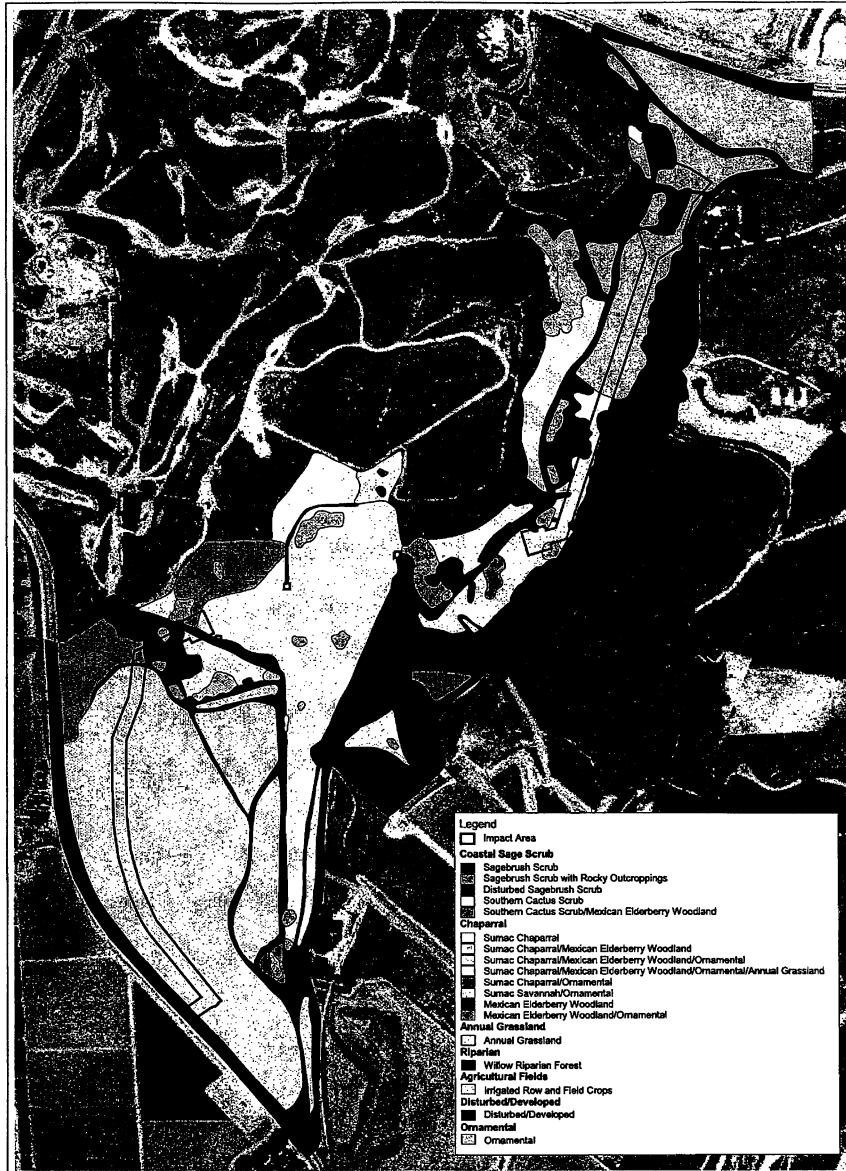 Legend
Impact Area
Coastal Sage Scrub
Sagebrush Scrub
Sagebrush Scrub with Rocky Outcroppings
Disturbed Sagebrush Scrub
Southern Cactus Scrub
Southern Cactus Scrub/Mexican Elderberry Woodland
Chaparral
Sumac Chaparral
Sumac Chaparral/Mexican Elderberry Woodland
Sumac Chaparral/Mexican Elderberry Woodland/Ornamental
Sumac Chaparral/Mexican Elderberry Woodland/Ornamental/Annual Grassland
Sumac Chaparral/Ornamental
Sumac Savannah/Ornamental
Mexican Elderberry Woodland
Mexican Elderberry Woodland/Ornamental
Annual Grassland
Annual Grassland
Riparian
Willow Riparian Forest
Agricultural Fields
Irrigated Row and Field Crops
Disturbed/Developed
Disturbed/Developed
Ornamental
Ornamental